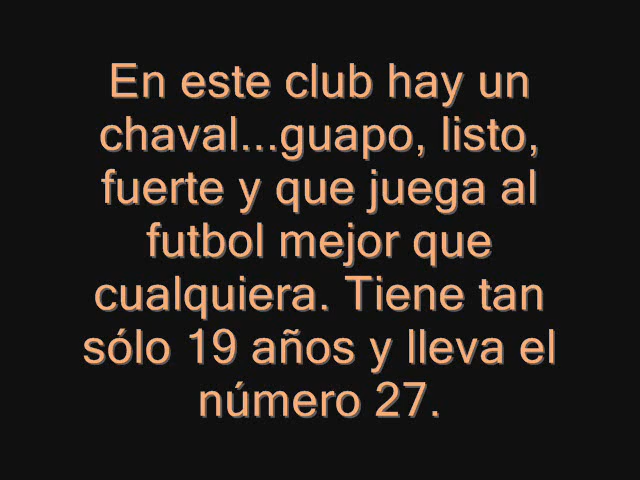 En este club hay un
chaval...guapo, listo,
fuerte y que juega al
futbol mejor que
cualquiera. Tiene tan
sólo 19 años y lleva el
número 27.